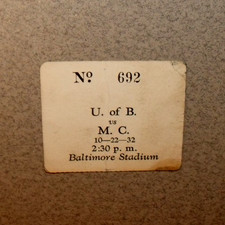 No. 692
U. of B.
vs
M. C.
10—22—32
2:30 p. m.
Baltimore Stadium